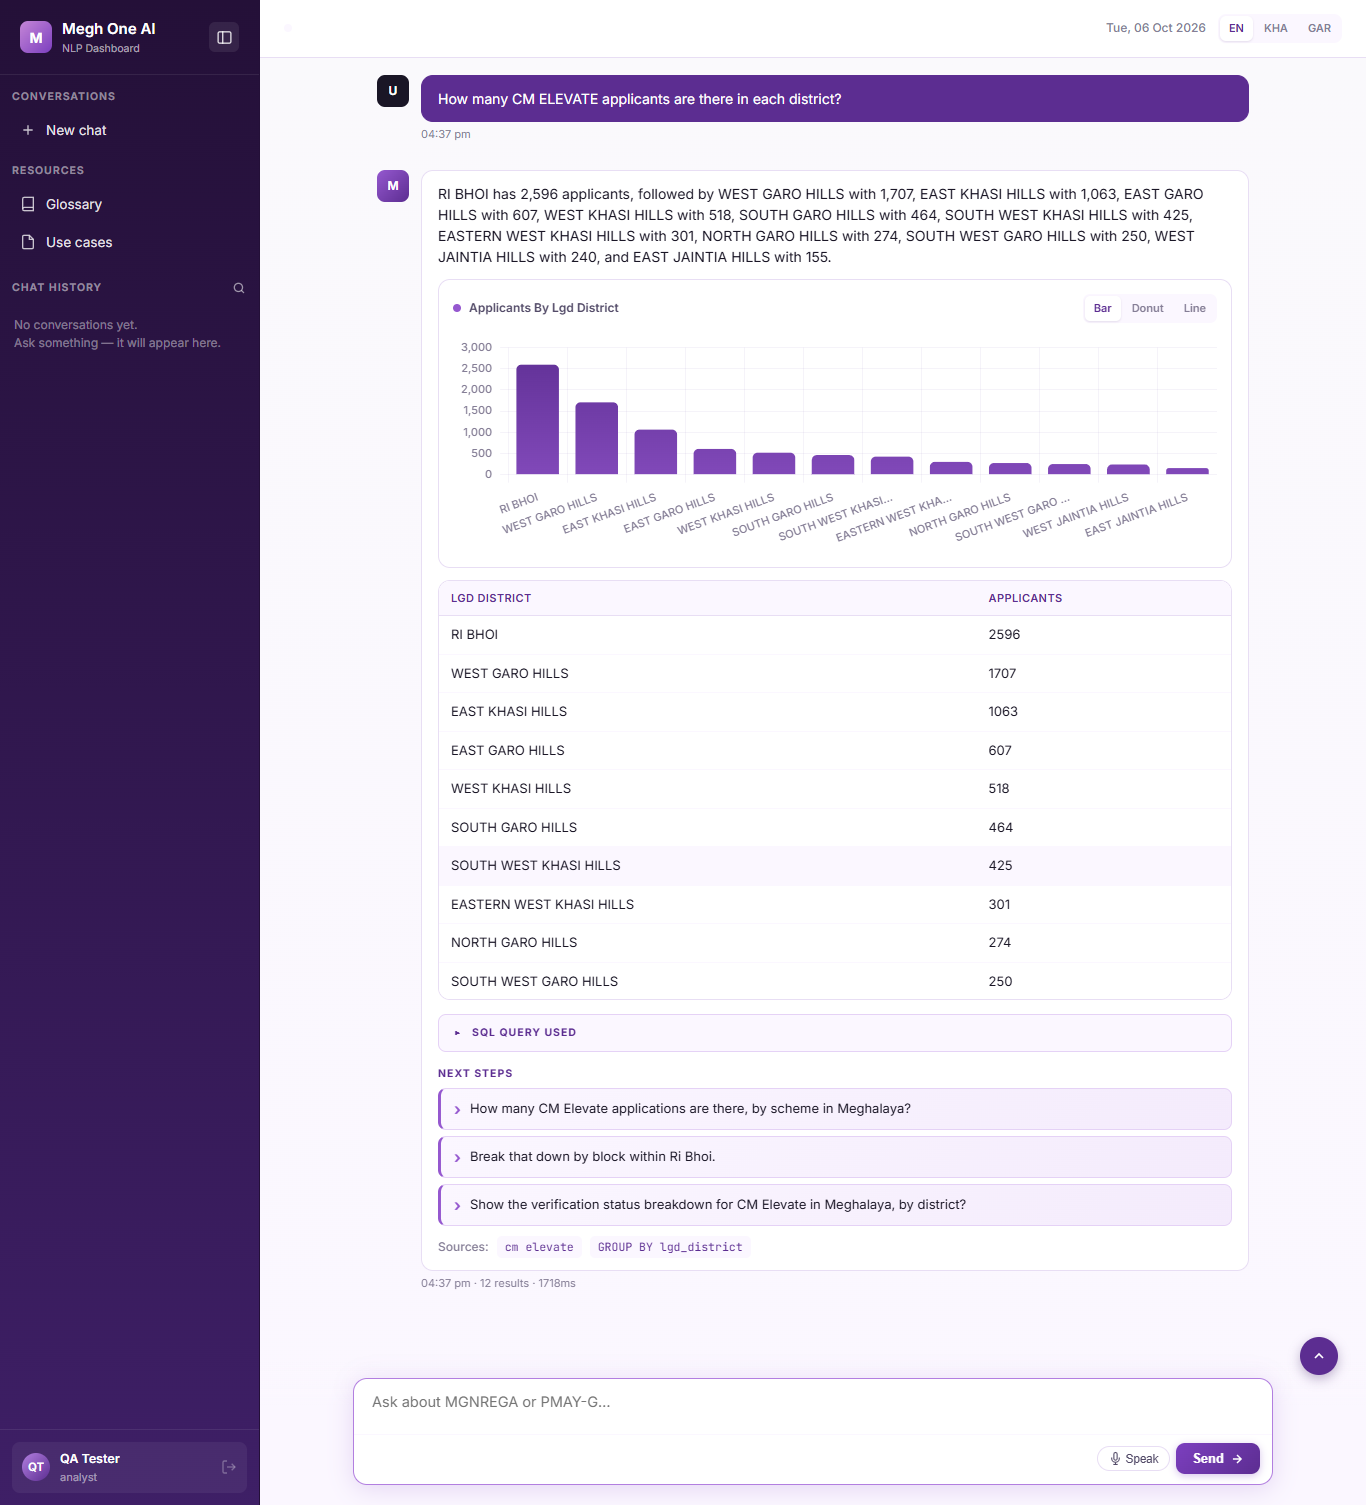 M
Megh One AI
NLP Dashboard
CONVERSATIONS
+ New chat
RESOURCES
Glossary
Use cases
CHAT HISTORY
No conversations yet.
Ask something — it will appear here.
QT
QA Tester
analyst
Tue, 06 Oct 2026
EN
KHA
GAR
U
How many CM ELEVATE applicants are there in each district?
04:37 pm
M
RI BHOI has 2,596 applicants, followed by WEST GARO HILLS with 1,707, EAST KHASI HILLS with 1,063, EAST GARO
HILLS with 607, WEST KHASI HILLS with 518, SOUTH GARO HILLS with 464, SOUTH WEST KHASI HILLS with 425,
EASTERN WEST KHASI HILLS with 301, NORTH GARO HILLS with 274, SOUTH WEST GARO HILLS with 250, WEST
JAINTIA HILLS with 240, and EAST JAINTIA HILLS with 155.
Applicants By Lgd District
Bar
Donut
Line
3,000
2,500
2,000
1,500
1,000
500
0
RI BHOI
WEST GARO HILLS
EAST KHASI HILLS
EAST GARO HILLS
WEST KHASI HILLS
SOUTH GARO HILLS
SOUTH WEST KHASI...
EASTERN WEST KHA...
NORTH GARO HILLS
SOUTH WEST GARO ...
WEST JAINTIA HILLS
EAST JAINTIA HILLS
LGD DISTRICT APPLICANTS
RI BHOI 2596
WEST GARO HILLS 1707
EAST KHASI HILLS 1063
EAST GARO HILLS 607
WEST KHASI HILLS 518
SOUTH GARO HILLS 464
SOUTH WEST KHASI HILLS 425
EASTERN WEST KHASI HILLS 301
NORTH GARO HILLS 274
SOUTH WEST GARO HILLS 250
SQL QUERY USED
NEXT STEPS
How many CM Elevate applications are there, by scheme in Meghalaya?
Break that down by block within Ri Bhoi.
Show the verification status breakdown for CM Elevate in Meghalaya, by district?
Sources: cm elevate GROUP BY lgd_district
04:37 pm · 12 results · 1718ms
Ask about MGNREGA or PMAY-G...
Speak
Send →